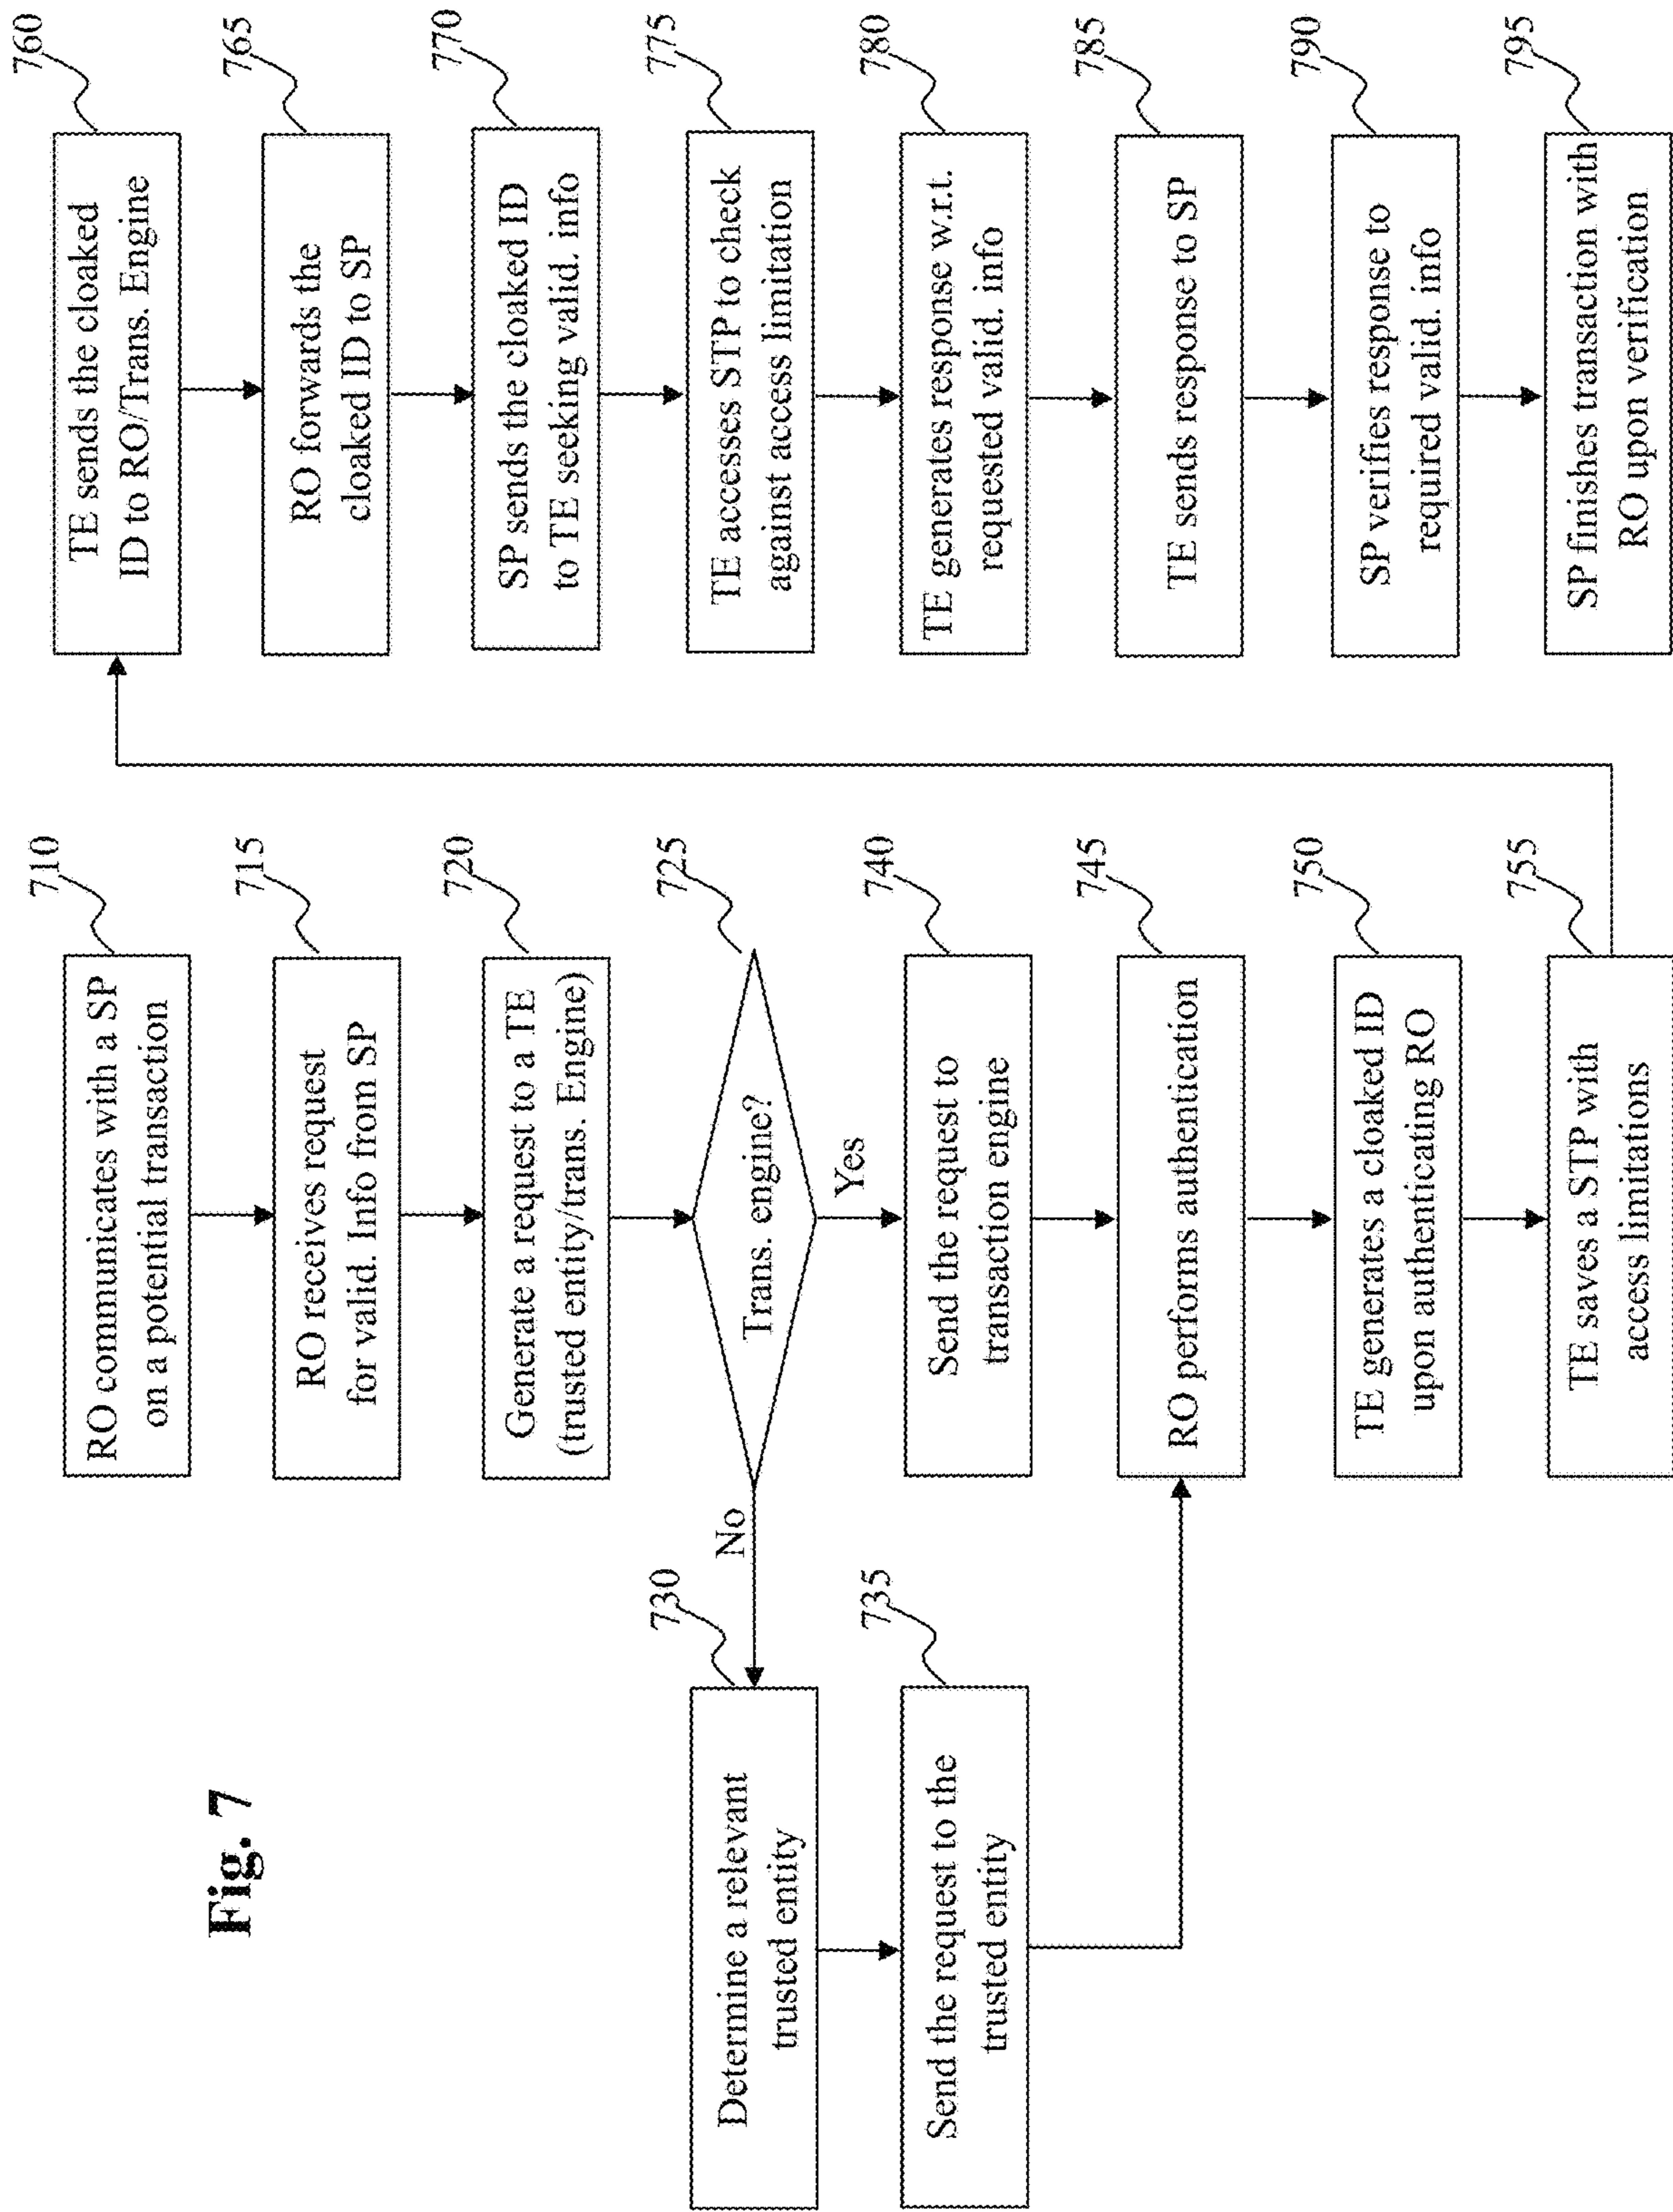 Fig. 7
710
RO communicates with a SP
on a potential transaction
715
RO receives request
for valid. Info from SP
720
Generate a request to a TE
(trusted entity/trans. Engine)
725
Trans. engine?
No
Yes
730
Determine a relevant
trusted entity
735
Send the request to the
trusted entity
740
Send the request to
transaction engine
745
RO performs authentication
750
TE generates a cloaked ID
upon authenticating RO
755
TE saves a STP with
access limitations
760
TE sends the cloaked
ID to RO/Trans. Engine
765
RO forwards the
cloaked ID to SP
770
SP sends the cloaked ID
to TE seeking valid. info
775
TE accesses STP to check
against access limitation
780
TE generates response w.r.t.
requested valid. info
785
TE sends response to SP
790
SP verifies response to
required valid. info
795
SP finishes transaction with
RO upon verification